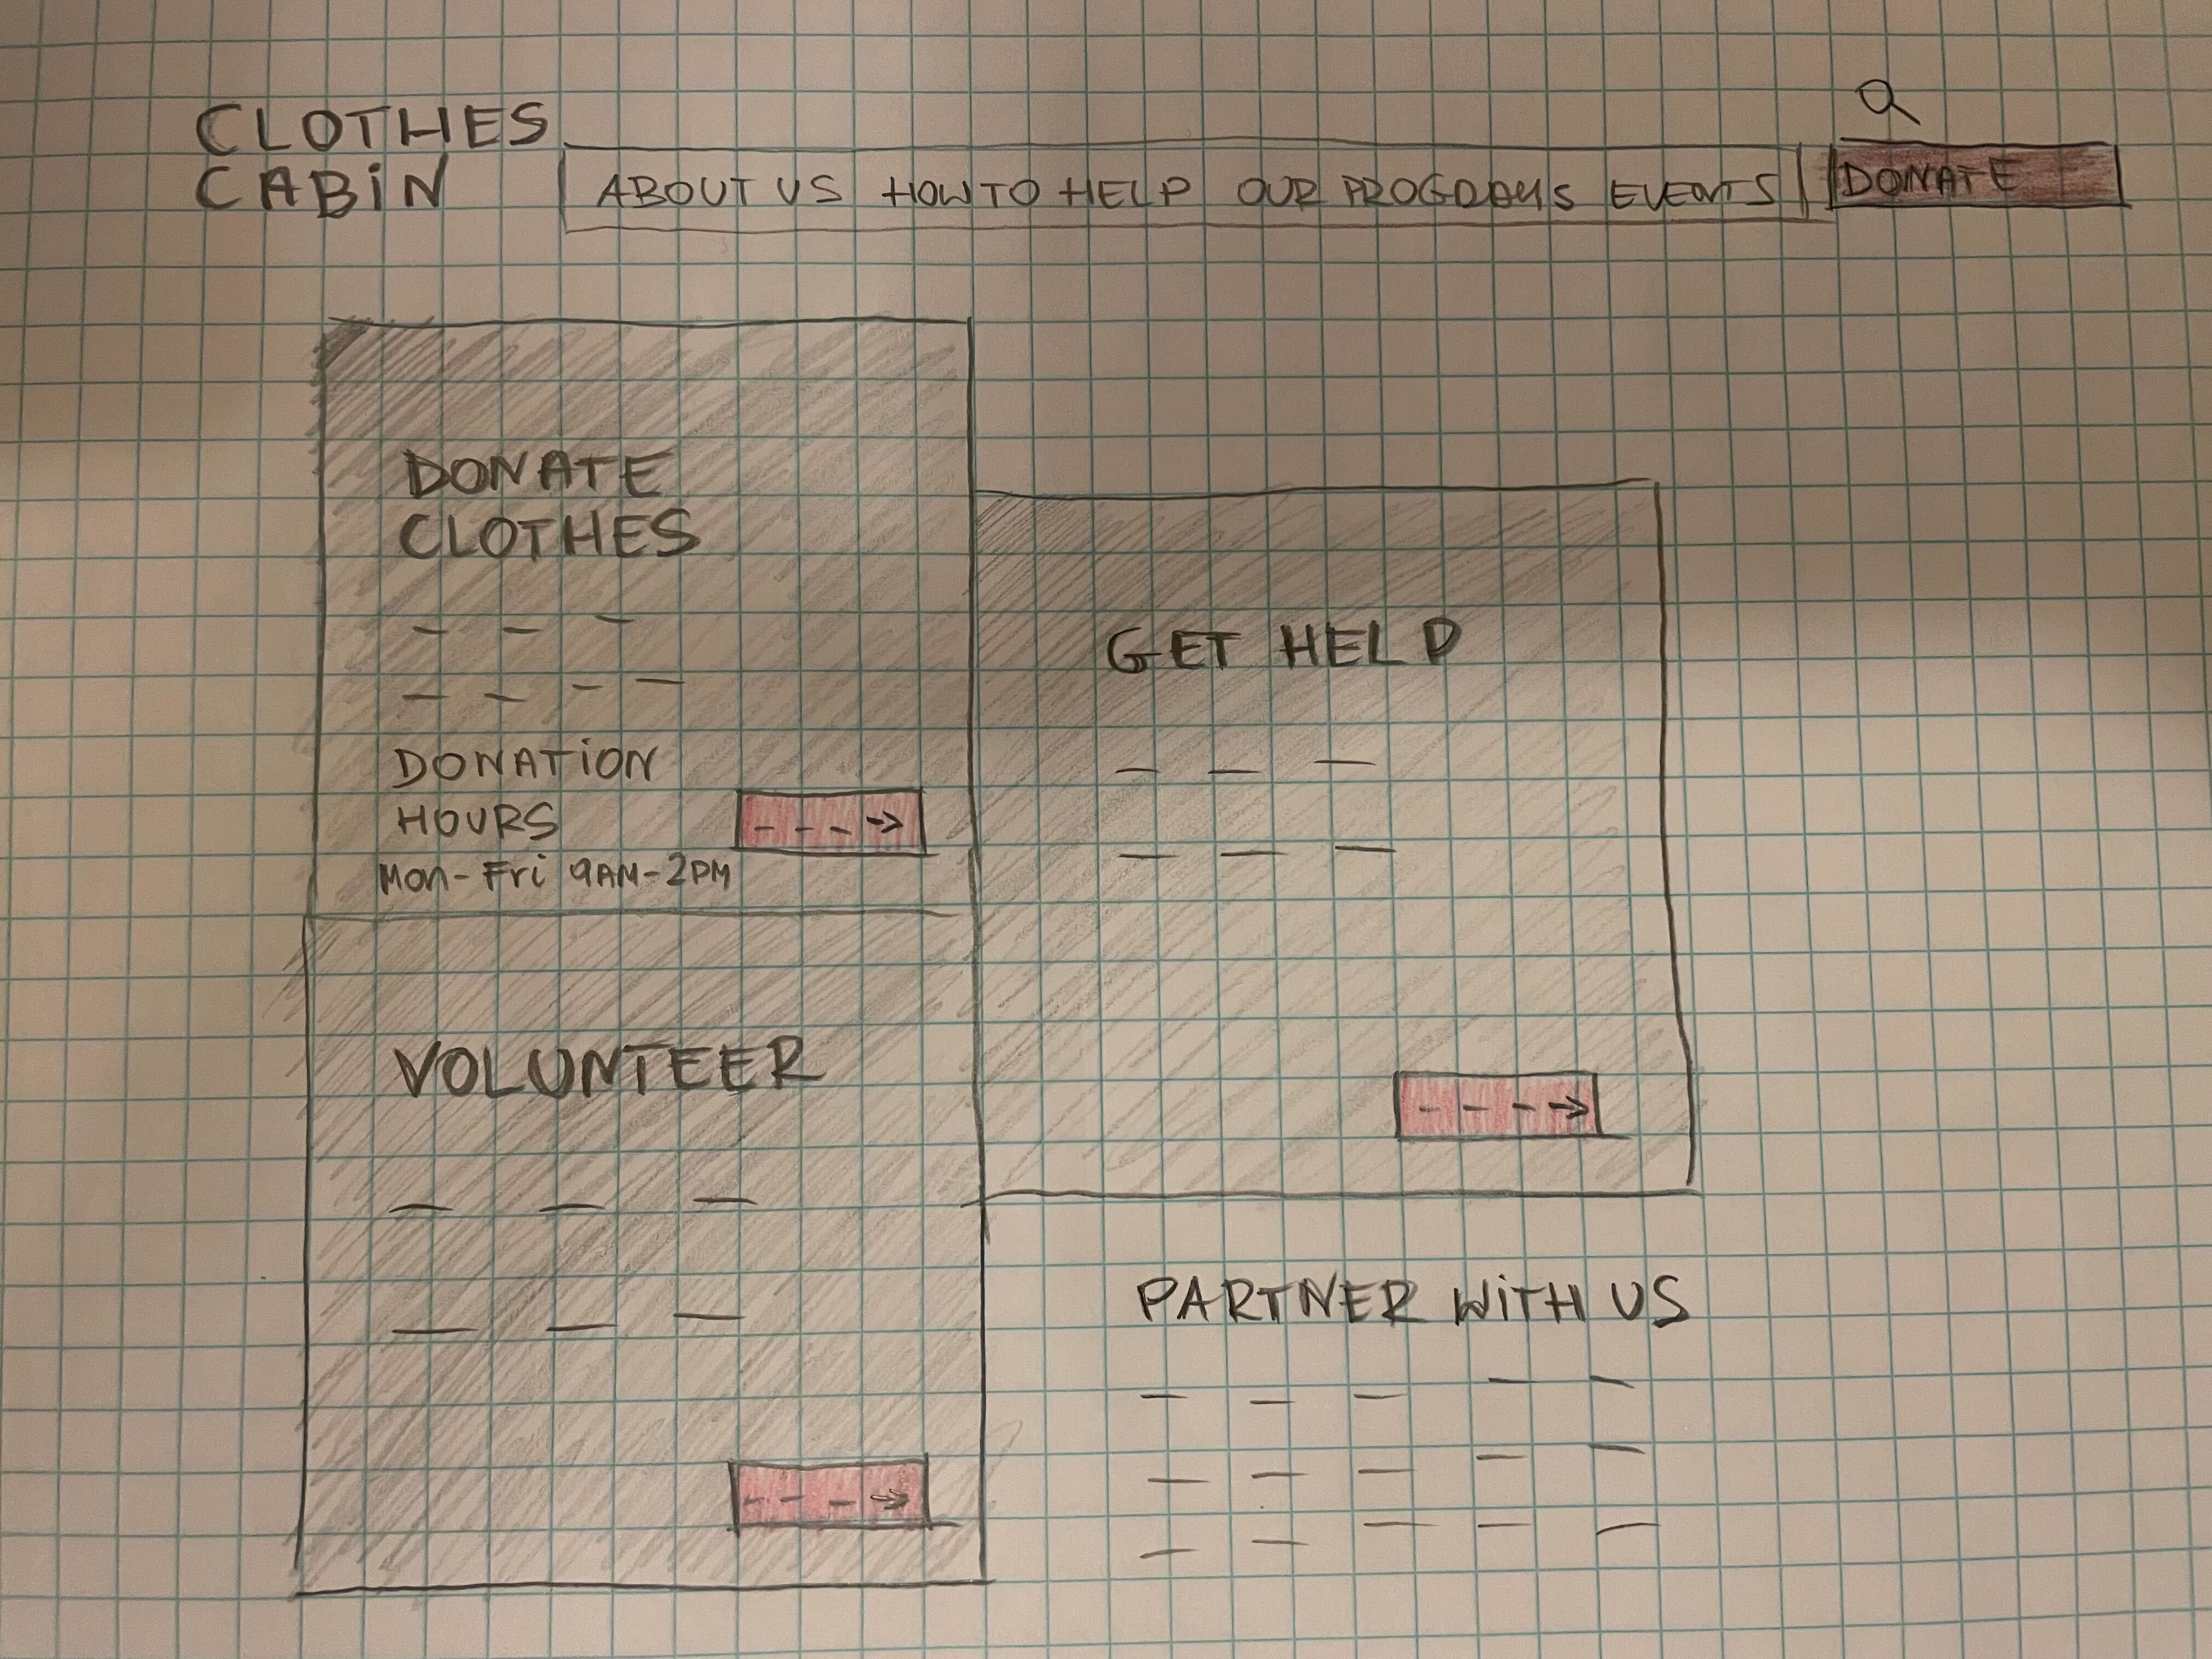 CLOTHES
CABiN
ABOUT US HOW TO HELP OUR PROGRAMS EVENTS
DONATE
DONATE
CLOTHES
DONATiON
HOURS
Mon-Fri 9AM-2PM
GET HELP
VOLUNTEER
PARTNER WiTH US